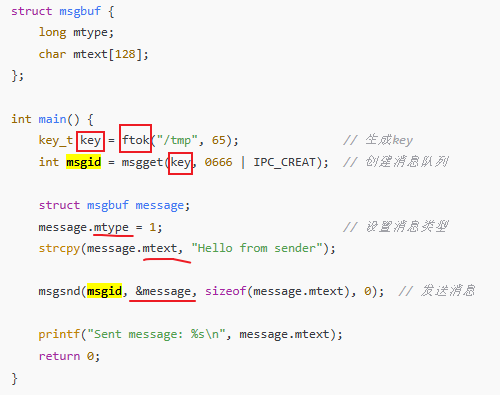 struct msgbuf {
    long mtype;
    char mtext[128];
};

int main() {
    key_t key = ftok("/tmp", 65);                // 生成key
    int msgid = msgget(key, 0666 | IPC_CREAT);  // 创建消息队列

    struct msgbuf message;
    message.mtype = 1;                          // 设置消息类型
    strcpy(message.mtext, "Hello from sender");

    msgsnd(msgid, &message, sizeof(message.mtext), 0);  // 发送消息

    printf("Sent message: %s\n", message.mtext);
    return 0;
}